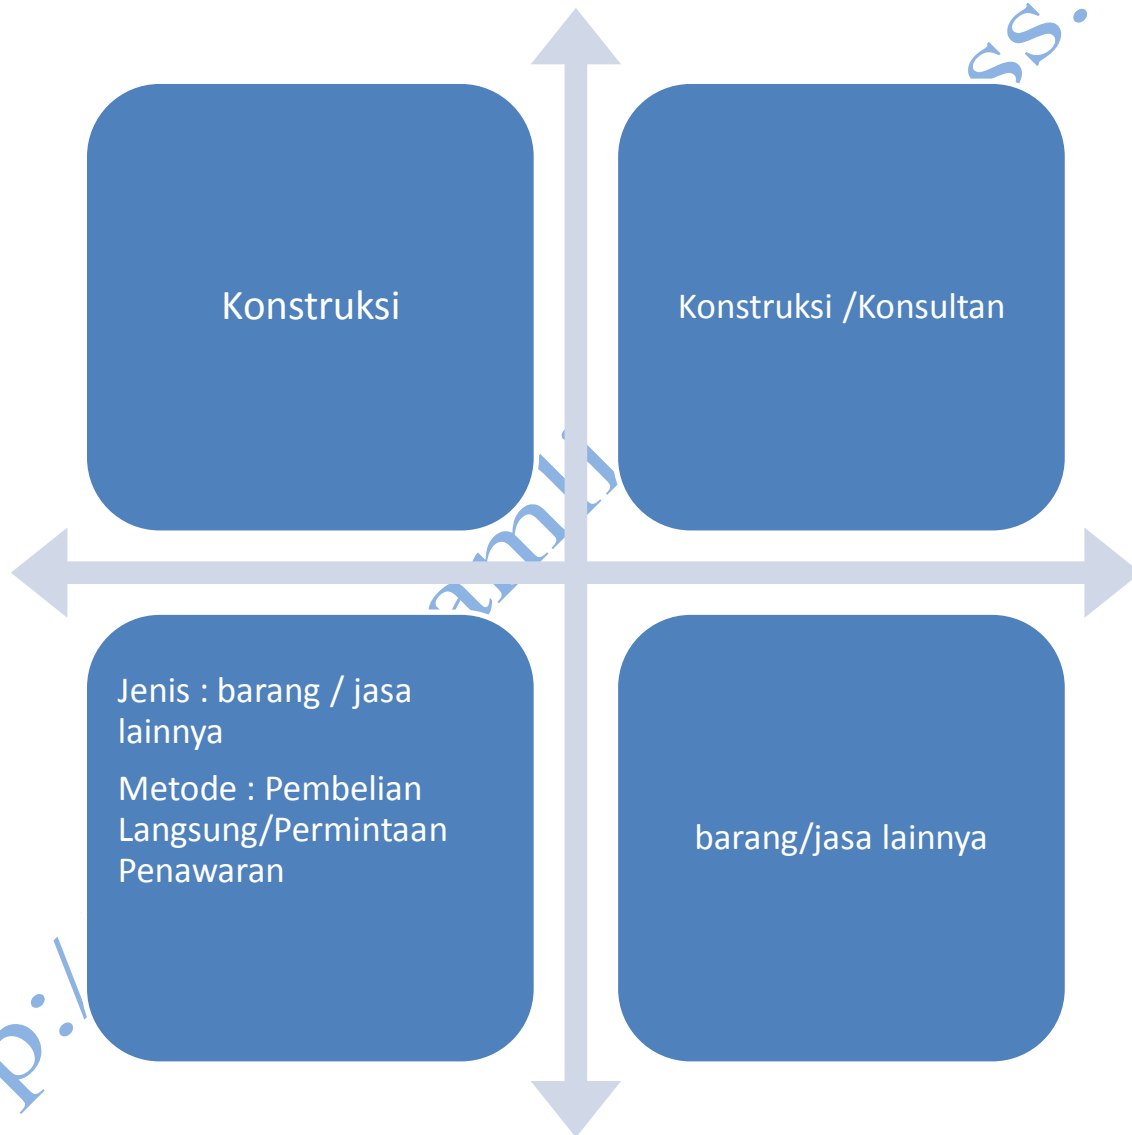 Konstruksi
Konstruksi /Konsultan
Jenis : barang / jasa
lainnya
Metode : Pembelian
Langsung/Permintaan
Penawaran
barang/jasa lainnya